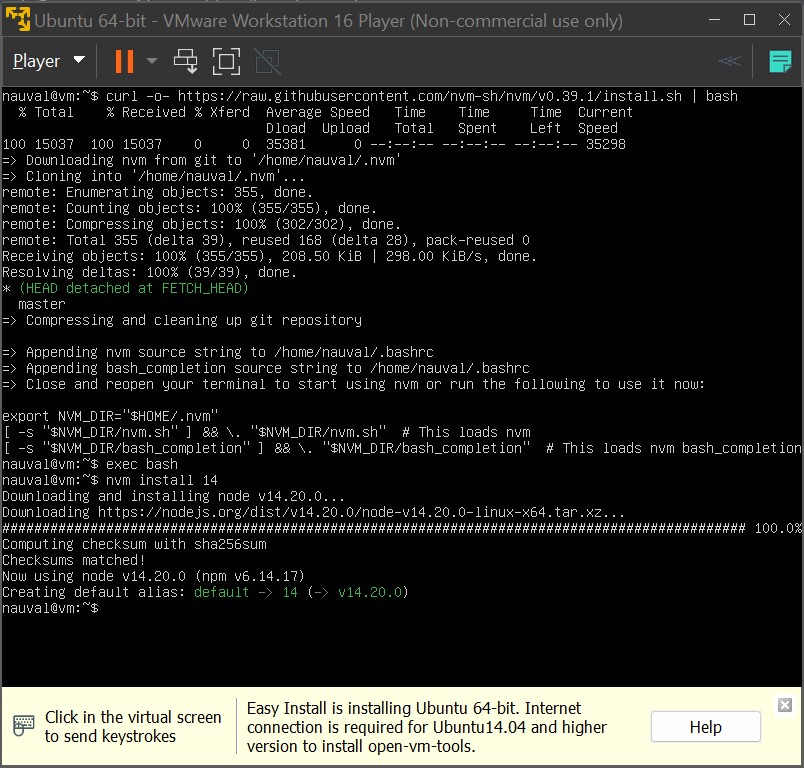 Ubuntu 64-bit - VMware Workstation 16 Player (Non-commercial use only)
Player
nauval@vm:~$ curl -o- https://raw.githubusercontent.com/nvm-sh/nvm/v0.39.1/install.sh | bash
  % Total    % Received % Xferd  Average Speed   Time    Time     Time  Current
                                 Dload  Upload   Total   Spent    Left  Speed
100 15037  100 15037    0     0  35381      0 --:--:-- --:--:-- --:--:-- 35298
=> Downloading nvm from git to '/home/nauval/.nvm'
=> Cloning into '/home/nauval/.nvm'...
remote: Enumerating objects: 355, done.
remote: Counting objects: 100% (355/355), done.
remote: Compressing objects: 100% (302/302), done.
remote: Total 355 (delta 39), reused 168 (delta 28), pack-reused 0
Receiving objects: 100% (355/355), 208.50 KiB | 298.00 KiB/s, done.
Resolving deltas: 100% (39/39), done.
* (HEAD detached at FETCH_HEAD)
  master
=> Compressing and cleaning up git repository
=> Appending nvm source string to /home/nauval/.bashrc
=> Appending bash_completion source string to /home/nauval/.bashrc
=> Close and reopen your terminal to start using nvm or run the following to use it now:
export NVM_DIR="$HOME/.nvm"
[ -s "$NVM_DIR/nvm.sh" ] && \. "$NVM_DIR/nvm.sh"  # This loads nvm
[ -s "$NVM_DIR/bash_completion" ] && \. "$NVM_DIR/bash_completion"  # This loads nvm bash_completion
nauval@vm:~$ exec bash
nauval@vm:~$ nvm install 14
Downloading and installing node v14.20.0...
Downloading https://nodejs.org/dist/v14.20.0/node-v14.20.0-linux-x64.tar.xz...
############################################################################################# 100.0%
Computing checksum with sha256sum
Checksums matched!
Now using node v14.20.0 (npm v6.14.17)
Creating default alias: default -> 14 (-> v14.20.0)
nauval@vm:~$
Click in the virtual screen
to send keystrokes
Easy Install is installing Ubuntu 64-bit. Internet
connection is required for Ubuntu14.04 and higher
version to install open-vm-tools.
Help